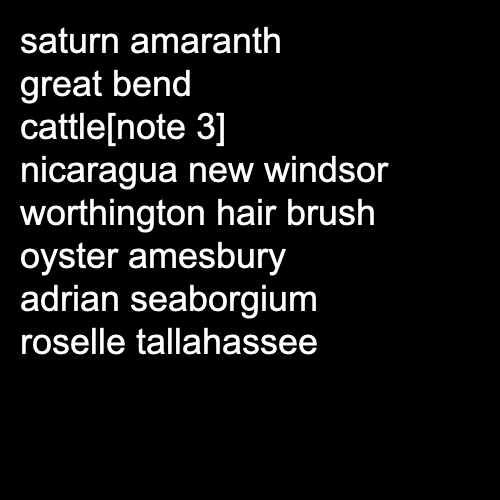 saturn amaranth
great bend
cattle[note 3]
nicaragua new windsor
worthington hair brush
oyster amesbury
adrian seaborgium
roselle tallahassee